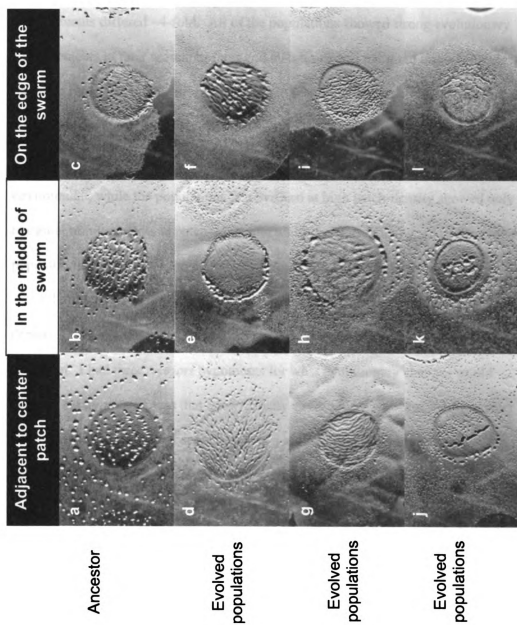 Adjacent to center
patch
In the middle of
swarm
On the edge of the
swarm
Ancestor
a
b
c
Evolved
populations
d
e
f
Evolved
populations
g
h
i
Evolved
populations
j
k
l